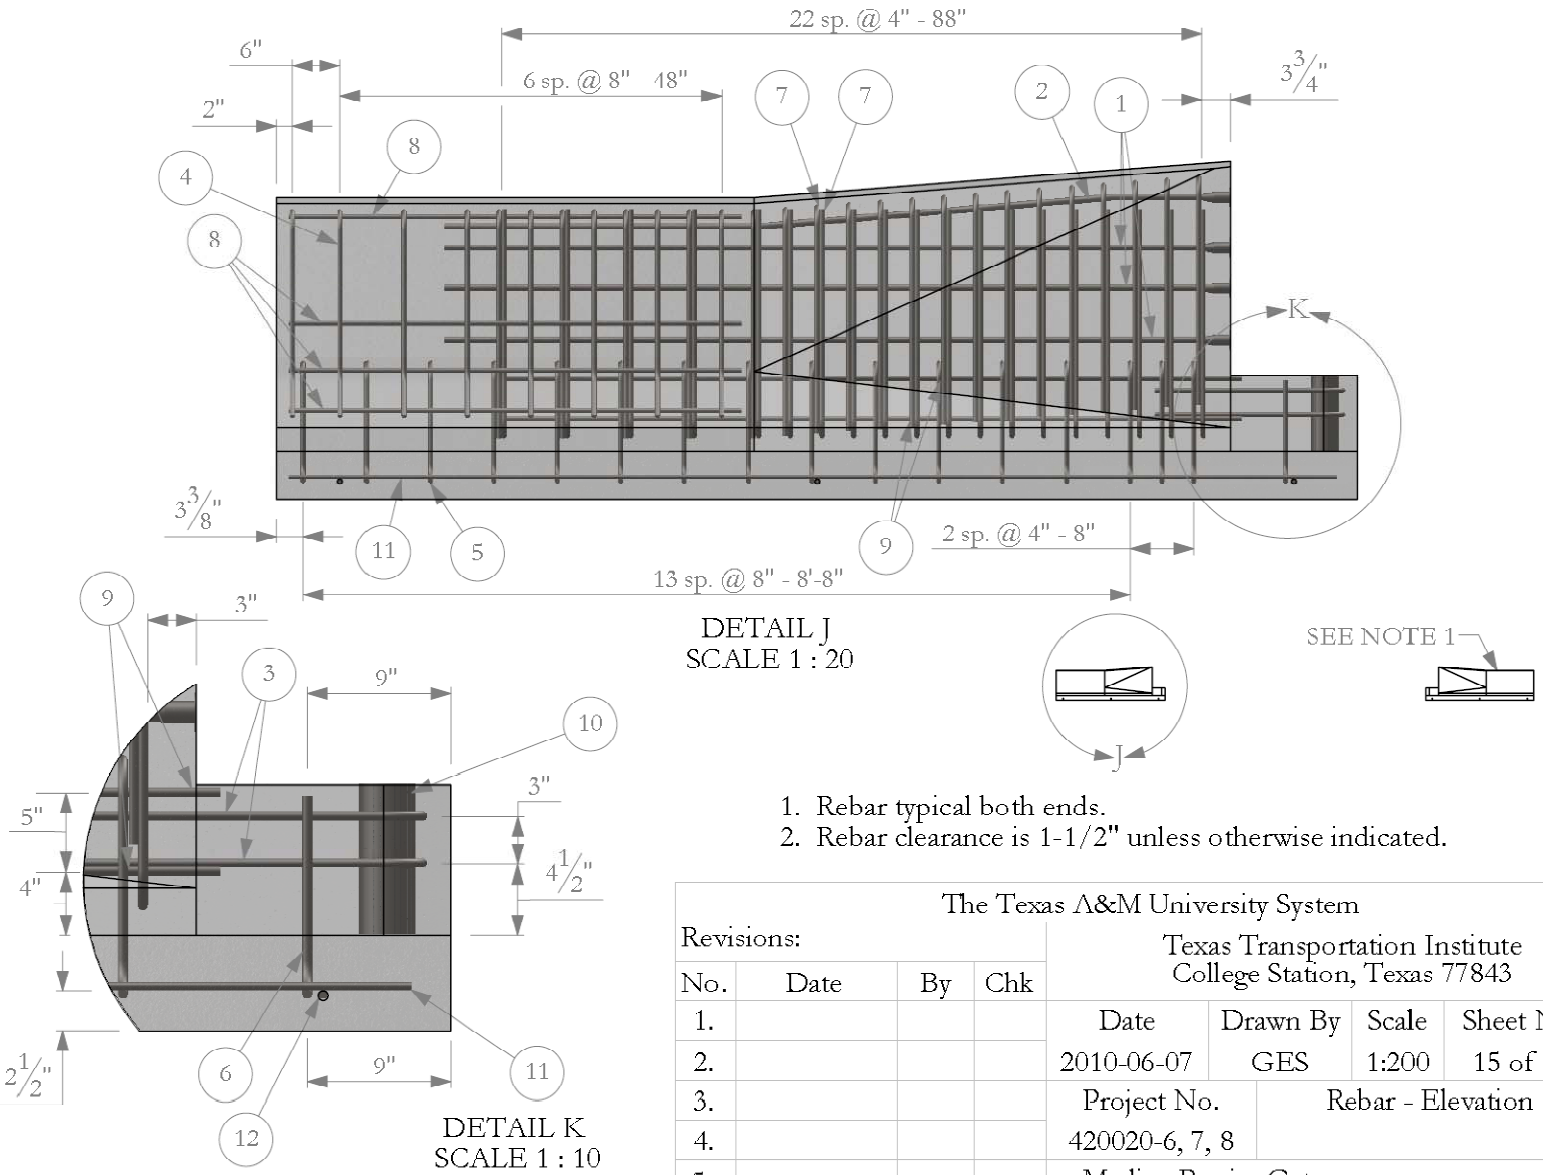 22 sp. @ 4" - 88"
6"
6 sp. @ 8" 48"
3 3/4"
2"
7
7
2
1
8
4
8
K
3 3/8"
11
5
9
2 sp. @ 4" - 8"
13 sp. @ 8" - 8'-8"
9
3"
DETAIL J
SCALE 1 : 20
SEE NOTE 1
3
9"
10
J
3"
5"
4 1/2"
4"
1. Rebar typical both ends.
2. Rebar clearance is 1-1/2" unless otherwise indicated.
The Texas A&M University System
Revisions:
Texas Transportation Institute
College Station, Texas 77843
No. Date By Chk
1.
Date Drawn By Scale Sheet
2.
2010-06-07 GES 1:200 15 of
3.
Project No. Rebar - Elevation
4.
420020-6, 7, 8
2 1/2"
6
9"
11
12
DETAIL K
SCALE 1 : 10